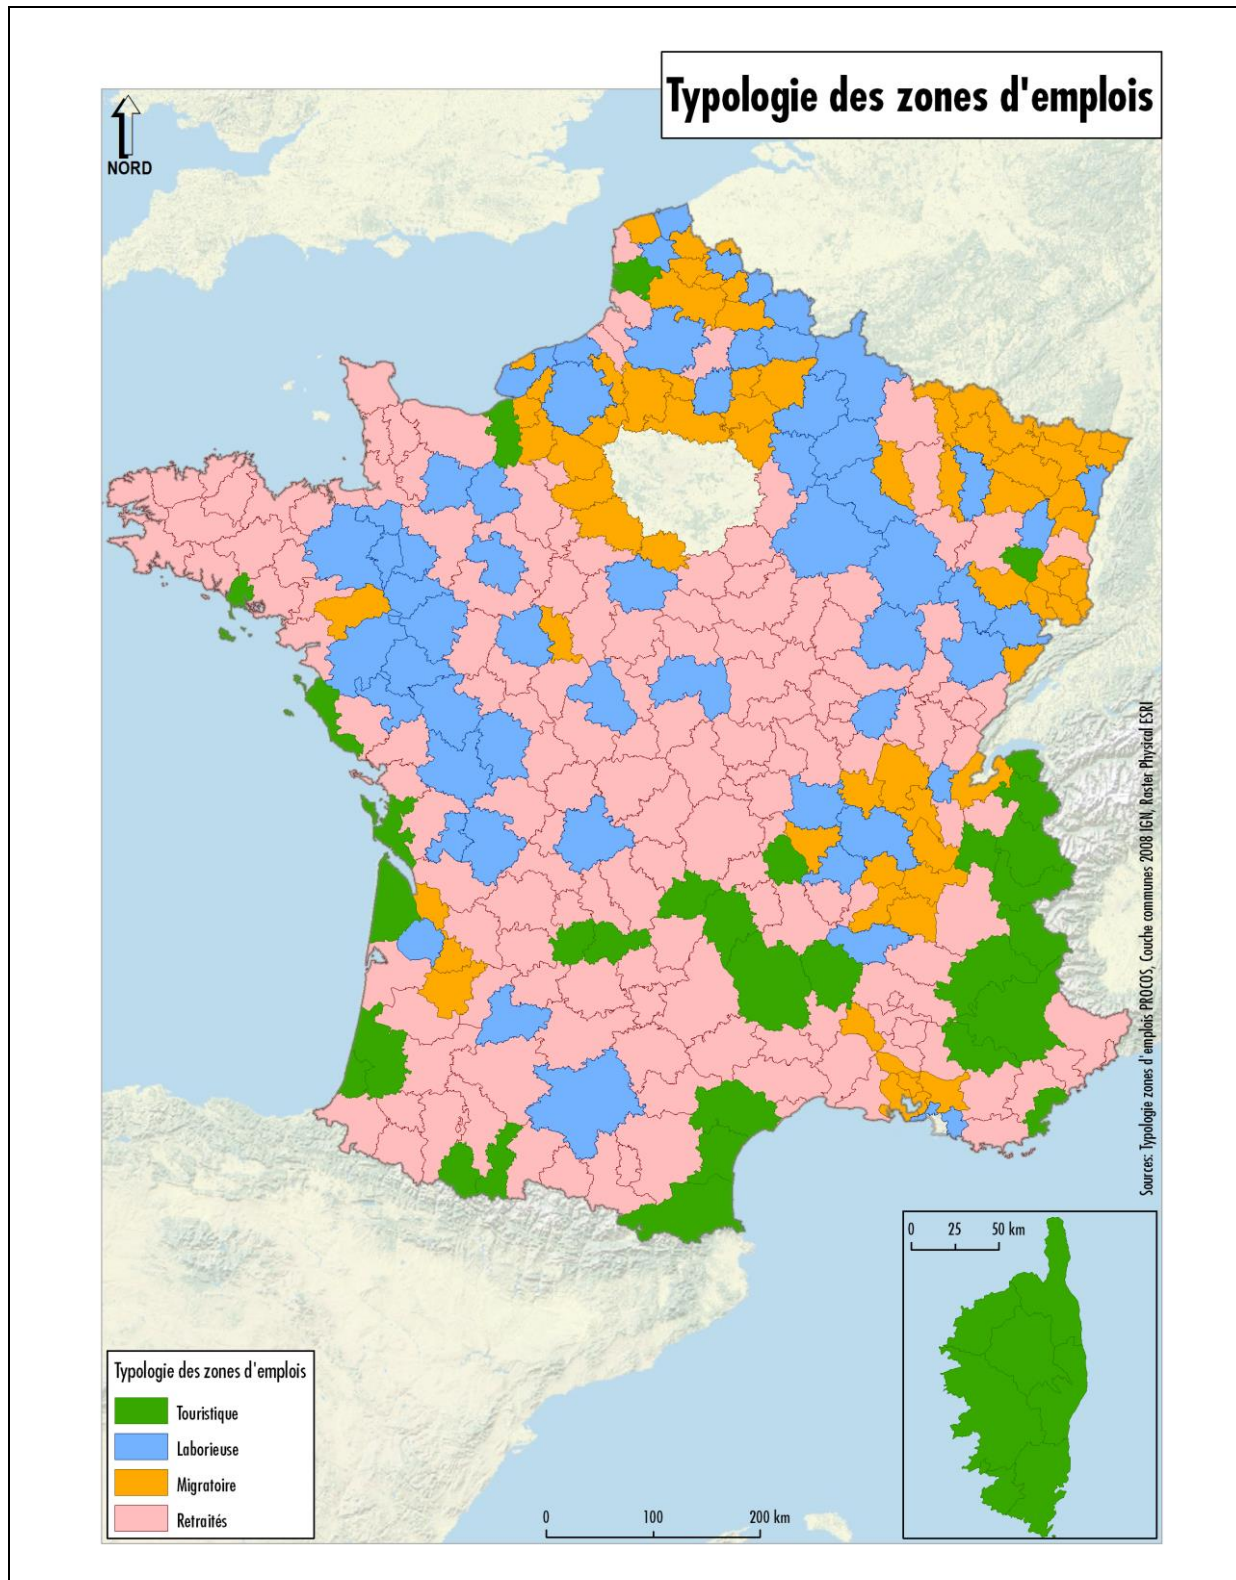 Typologie des zones d'emplois
NORD
Sources: Typologie zones d'emplois PROCOS, Couche communes 2008 IGN, Raster Physical ESRI
0 25 50 km
Typologie des zones d'emplois
Touristique
Laborieuse
Migratoire
Retraités
0 100 200 km